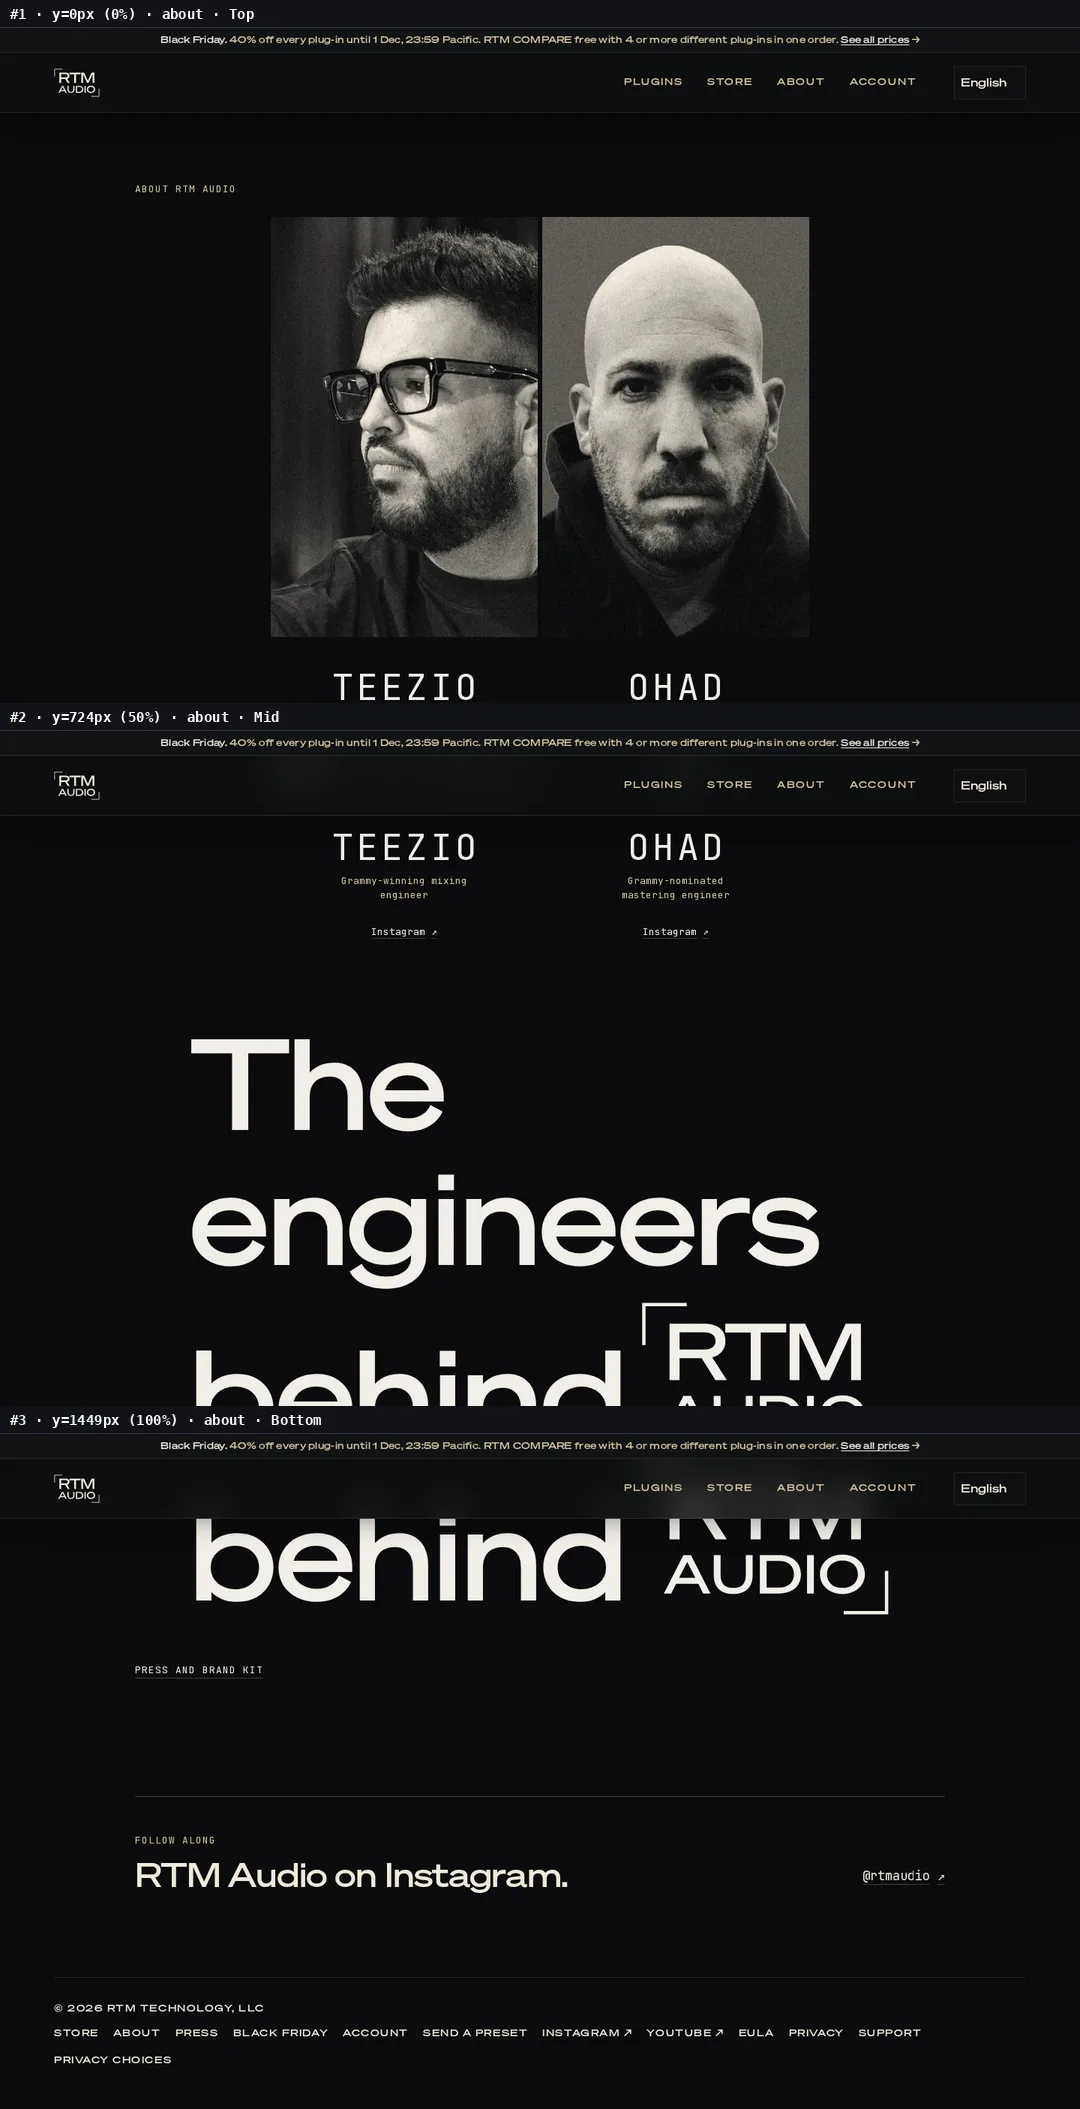 #1 · y=0px (0%) · about · Top
Black Friday. 40% off every plug-in until 1 Dec, 23:59 Pacific. RTM COMPARE free with 4 or more different plug-ins in one order. See all prices →
RTM
AUDIO
PLUGINS STORE ABOUT ACCOUNT English
ABOUT RTM AUDIO
TEEZIO OHAD
#2 · y=724px (50%) · about · Mid
Black Friday. 40% off every plug-in until 1 Dec, 23:59 Pacific. RTM COMPARE free with 4 or more different plug-ins in one order. See all prices →
RTM
AUDIO
PLUGINS STORE ABOUT ACCOUNT English
TEEZIO OHAD
Grammy-winning mixing
engineer
Grammy-nominated
mastering engineer
Instagram ↗ Instagram ↗
The
engineers
behind RTM
AUDIO
#3 · y=1449px (100%) · about · Bottom
Black Friday. 40% off every plug-in until 1 Dec, 23:59 Pacific. RTM COMPARE free with 4 or more different plug-ins in one order. See all prices →
RTM
AUDIO
PLUGINS STORE ABOUT ACCOUNT English
behind RTM
AUDIO
PRESS AND BRAND KIT
FOLLOW ALONG
RTM Audio on Instagram.
@rtmaudio ↗
© 2026 RTM TECHNOLOGY, LLC
STORE ABOUT PRESS BLACK FRIDAY ACCOUNT SEND A PRESET INSTAGRAM ↗ YOUTUBE ↗ EULA PRIVACY SUPPORT
PRIVACY CHOICES